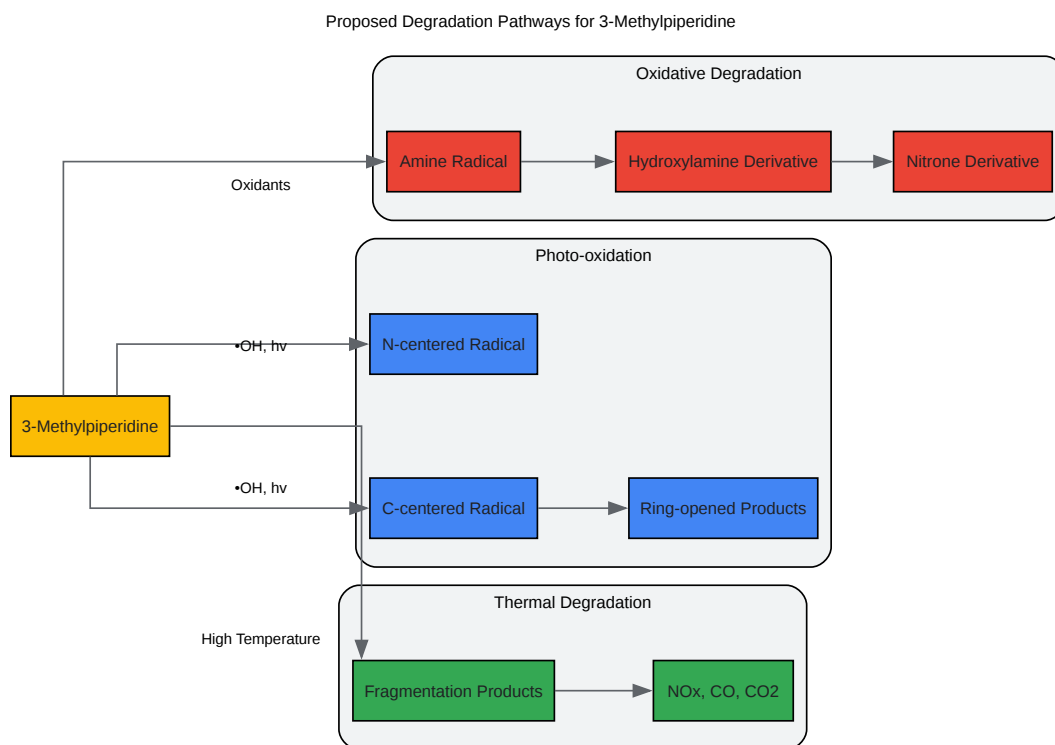 Proposed Degradation Pathways for 3-Methylpiperidine
Oxidative Degradation
Amine Radical
Hydroxylamine Derivative
Nitrone Derivative
Oxidants
Photo-oxidation
•OH, hv
N-centered Radical
3-Methylpiperidine
•OH, hv
C-centered Radical
Ring-opened Products
Thermal Degradation
High Temperature
Fragmentation Products
NOx, CO, CO2